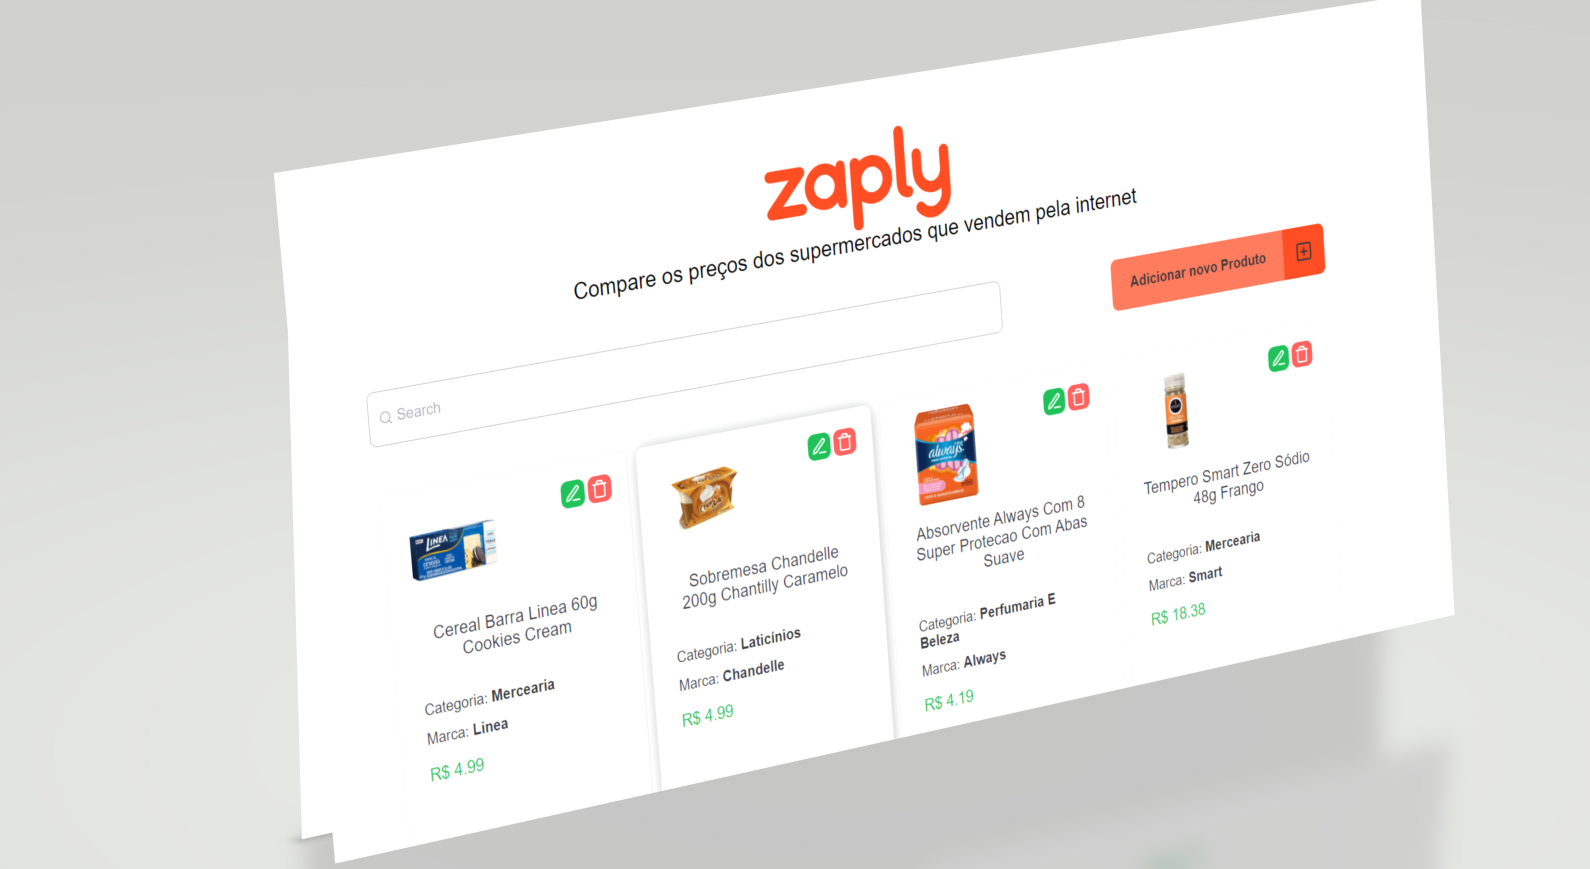 zaply
Compare os preços dos supermercados que vendem pela internet
Adicionar novo Produto
Search
LINEA
Cereal Barra Linea 60g
Cookies Cream
Categoria: Mercearia
Marca: Linea
R$ 4.99
Sobremesa Chandelle
200g Chantilly Caramelo
Categoria: Laticínios
Marca: Chandelle
R$ 4.99
always
Absorvente Always Com 8
Super Protecao Com Abas
Suave
Categoria: Perfumaria E
Beleza
Marca: Always
R$ 4.19
Tempero Smart Zero Sódio
48g Frango
Categoria: Mercearia
Marca: Smart
R$ 18.38